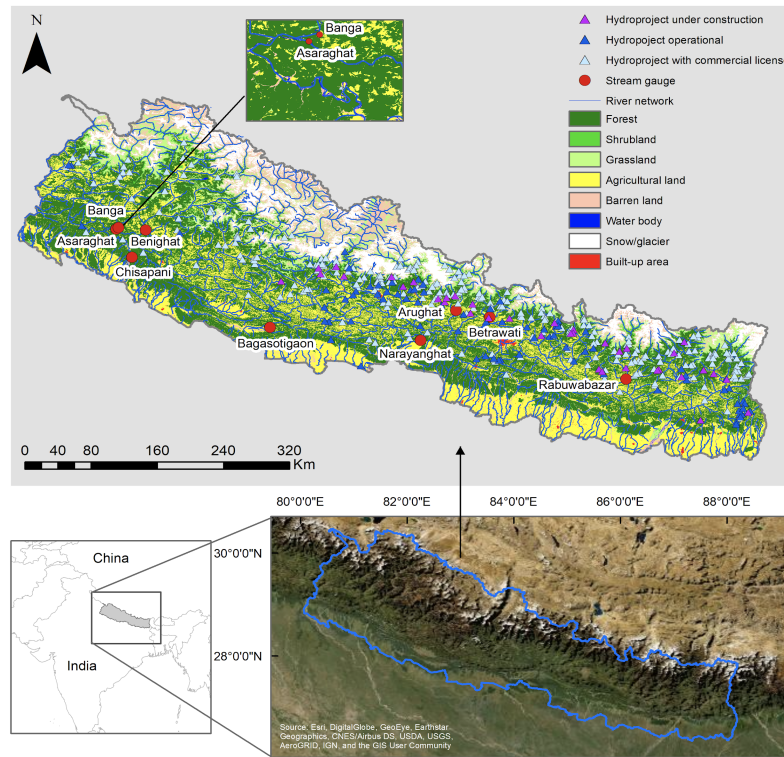 N
Banga
Asaraghat
Hydroproject under construction
Hydropoject operational
Hydroproject with commercial license
Stream gauge
River network
Forest
Shrubland
Grassland
Agricultural land
Barren land
Water body
Snow/glacier
Built-up area
Banga
Asaraghat
Benighat
Chisapani
Bagasotigaon
Arughat
Betrawati
Narayanghat
Rabuwabazar
0 40 80 160 240 320
Km
80°0'0"E 82°0'0"E 84°0'0"E 86°0'0"E 88°0'0"E
30°0'0"N
28°0'0"N
China
India
Source: Esri, DigitalGlobe, GeoEye, Earthstar
Geographics, CNES/Airbus DS, USDA, USGS,
AeroGRID, IGN, and the GIS User Community